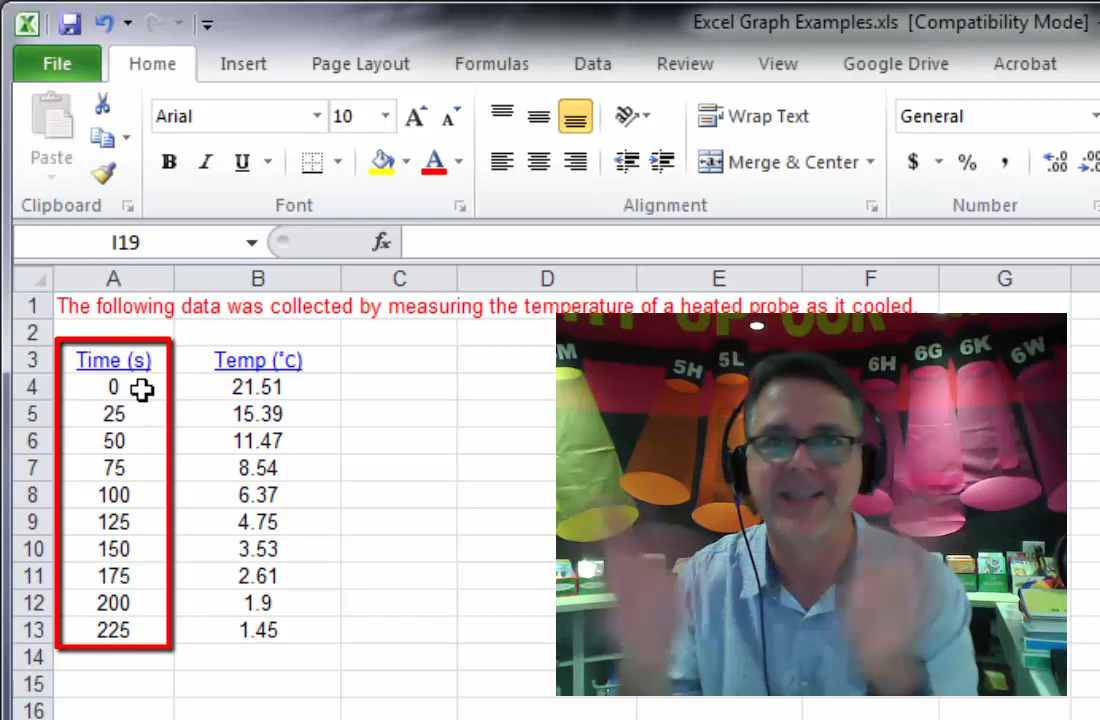 Excel Graph Examples.xls [Compatibility Mode]
File Home Insert Page Layout Formulas Data Review View Google Drive Acrobat
Arial 10 Wrap Text General
Paste B I U Merge & Center $ % , .0 .00 .00
Clipboard Font Alignment Number
I19 fx
A B C D E F G
1 The following data was collected by measuring the temperature of a heated probe as it cooled.
2
3 Time (s) Temp (˚C)
4 0 21.51
5 25 15.39
6 50 11.47
7 75 8.54
8 100 6.37
9 125 4.75
10 150 3.53
11 175 2.61
12 200 1.9
13 225 1.45
14
15
16
UP OUR
5H 5L 6H 6G 6K 6W